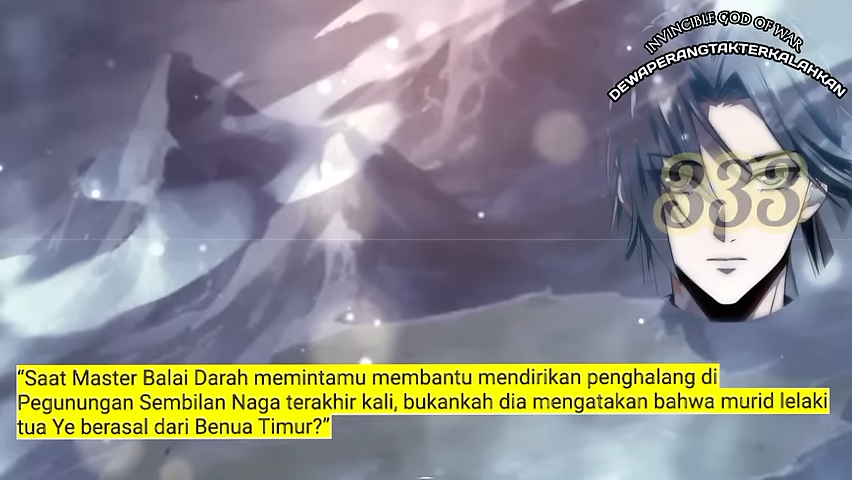 INVINCIBLE GOD OF WAR
DEWAPERANGTAKTERKALAHKAN
333
“Saat Master Balai Darah memintamu membantu mendirikan penghalang di
Pegunungan Sembilan Naga terakhir kali, bukankah dia mengatakan bahwa murid lelaki
tua Ye berasal dari Benua Timur?”